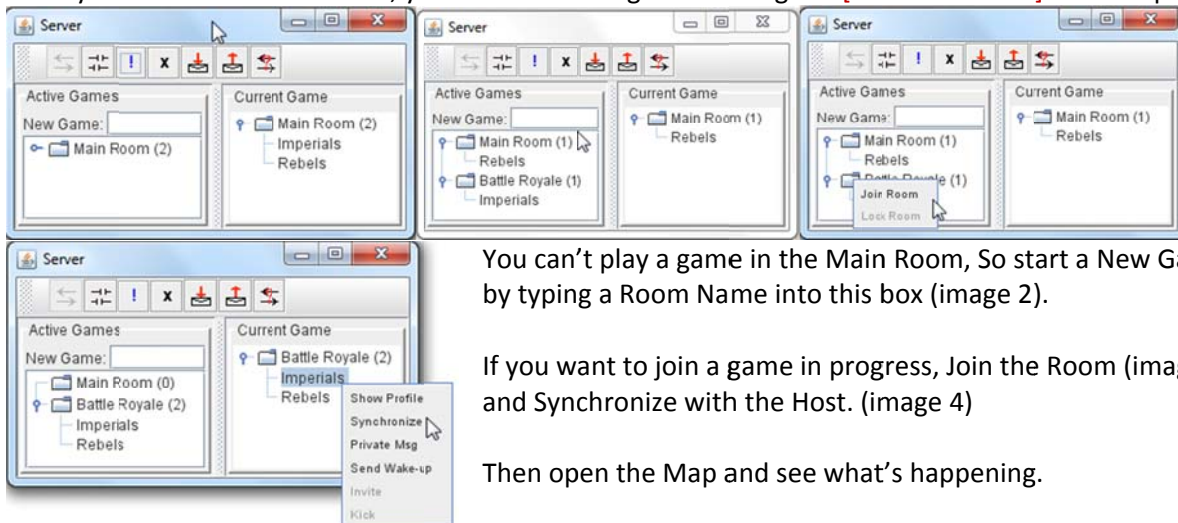 Server
Active Games
New Game:
Main Room (2)
Current Game
Main Room (2)
Imperials
Rebels
Server
Active Games
New Game:
Main Room (1)
Rebels
Battle Royale (1)
Imperials
Current Game
Main Room (1)
Rebels
Server
Active Games
New Game:
Main Room (1)
Rebels
Battle Royale (1)
Join Room
Lock Room
Current Game
Main Room (1)
Rebels
Server
Active Games
New Game:
Main Room (0)
Battle Royale (2)
Imperials
Rebels
Current Game
Battle Royale (2)
Imperials
Rebels
Show Profile
Synchronize
Private Msg
Send Wake-up
Invite
Kick
You can't play a game in the Main Room, So start a New Ga
by typing a Room Name into this box (image 2).
If you want to join a game in progress, Join the Room (ima
and Synchronize with the Host. (image 4)
Then open the Map and see what's happening.